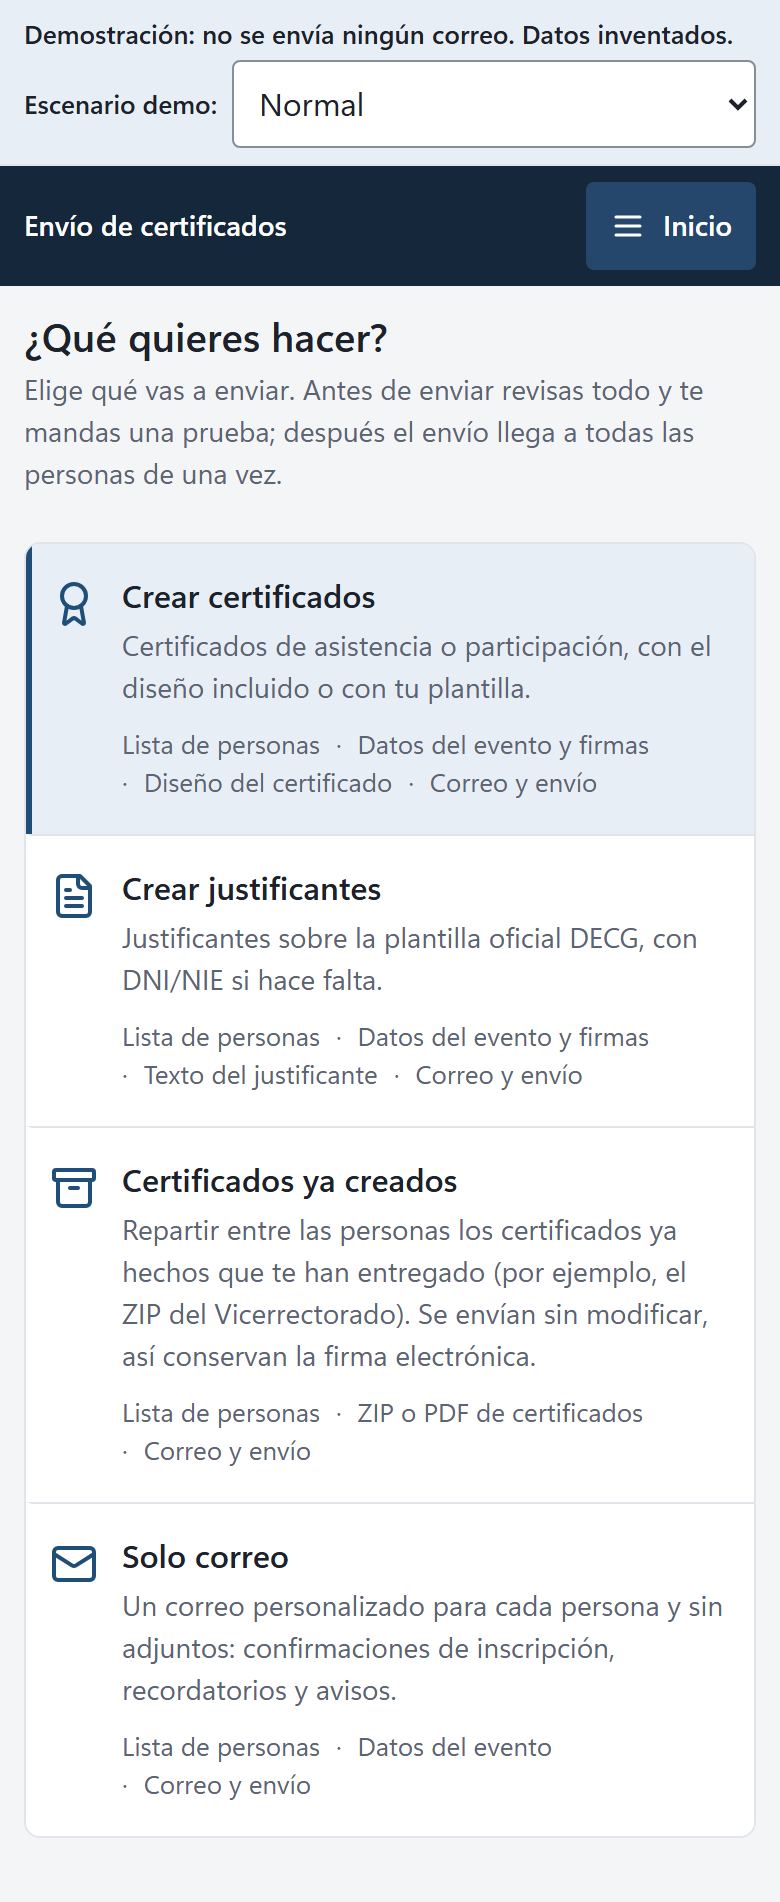 Demostración: no se envía ningún correo. Datos inventados.
Escenario demo: Normal
Envío de certificados
Inicio
¿Qué quieres hacer?
Elige qué vas a enviar. Antes de enviar revisas todo y te
mandas una prueba; después el envío llega a todas las
personas de una vez.
Crear certificados
Certificados de asistencia o participación, con el
diseño incluido o con tu plantilla.
Lista de personas · Datos del evento y firmas
· Diseño del certificado · Correo y envío
Crear justificantes
Justificantes sobre la plantilla oficial DECG, con
DNI/NIE si hace falta.
Lista de personas · Datos del evento y firmas
· Texto del justificante · Correo y envío
Certificados ya creados
Repartir entre las personas los certificados ya
hechos que te han entregado (por ejemplo, el
ZIP del Vicerrectorado). Se envían sin modificar,
así conservan la firma electrónica.
Lista de personas · ZIP o PDF de certificados
· Correo y envío
Solo correo
Un correo personalizado para cada persona y sin
adjuntos: confirmaciones de inscripción,
recordatorios y avisos.
Lista de personas · Datos del evento
· Correo y envío